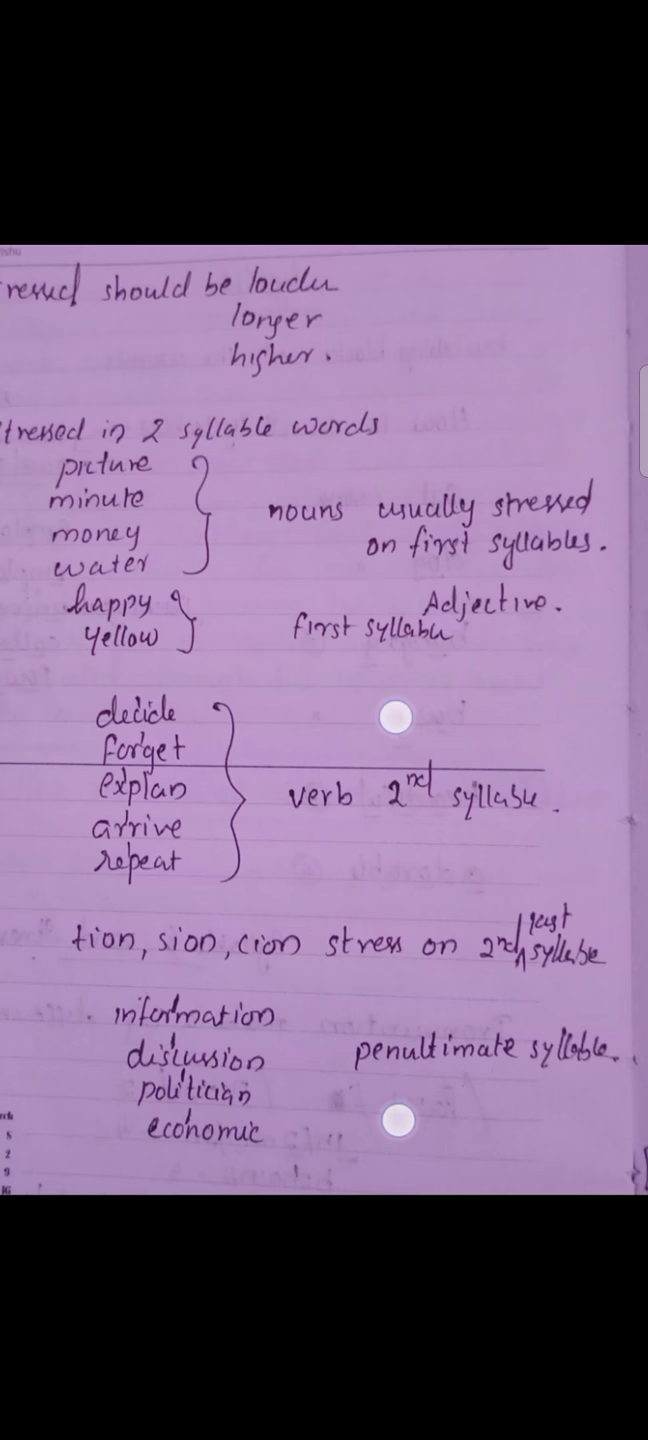 ressed should be louder
longer
higher.
stressed in 2 syllable words
picture
minute
money
water
nouns usually stressed
on first syllables.
happy
yellow
Adjective.
first syllable
decide
forget
explan
arrive
repeat
verb 2nd syllable.
tion, sion, cion stress on 2nd last syllable
information
discussion
politician
economic
penultimate syllable.